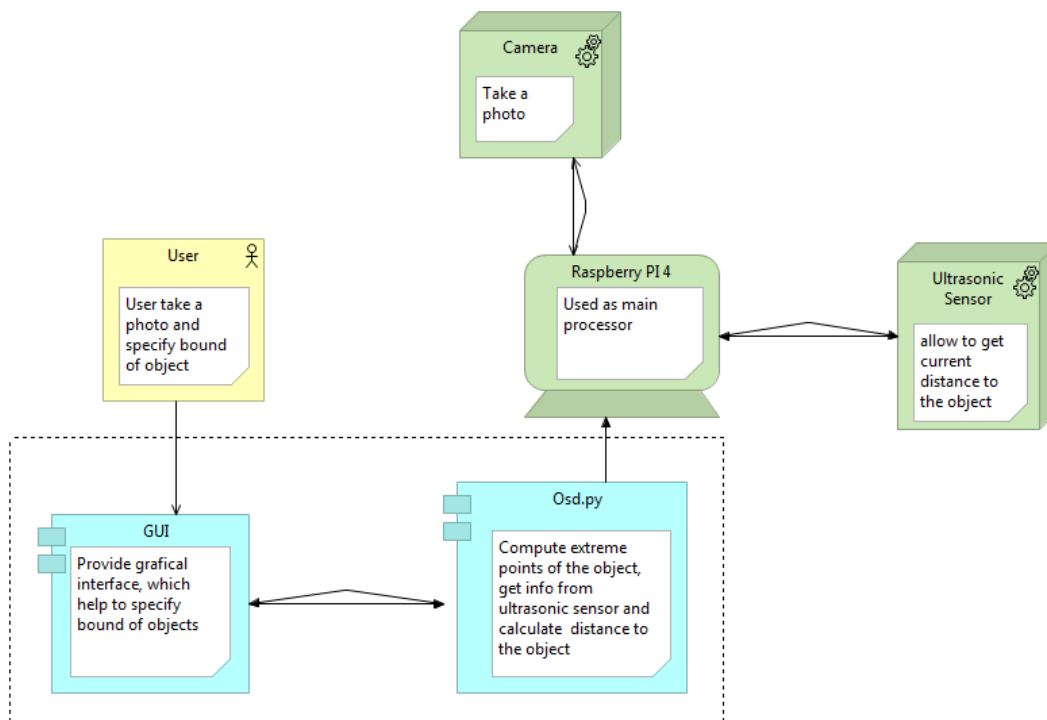 Camera
Take a
photo
User
User take a
photo and
specify bound
of object
Raspberry PI 4
Used as main
processor
Ultrasonic
Sensor
allow to get
current
distance to
the object
GUI
Provide grafical
interface, which
help to specify
bound of objects
Osd.py
Compute extreme
points of the object,
get info from
ultrasonic sensor and
calculate  distance to
the object